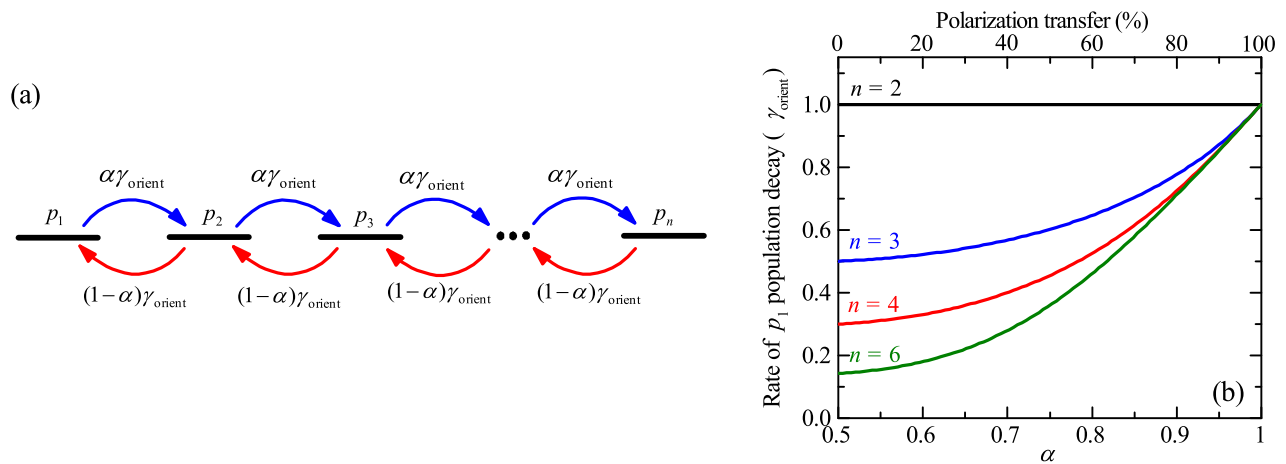 (a)
αγorient αγorient αγorient αγorient
p1 p2 p3 pn
(1−α)γorient (1−α)γorient (1−α)γorient (1−α)γorient
Polarization transfer (%)
0 20 40 60 80 100
Rate of p1 population decay ( γorient)
1.0
0.8
0.6
0.4
0.2
0.0
n = 2
n = 3
n = 4
n = 6
(b)
0.5 0.6 0.7 0.8 0.9 1
α